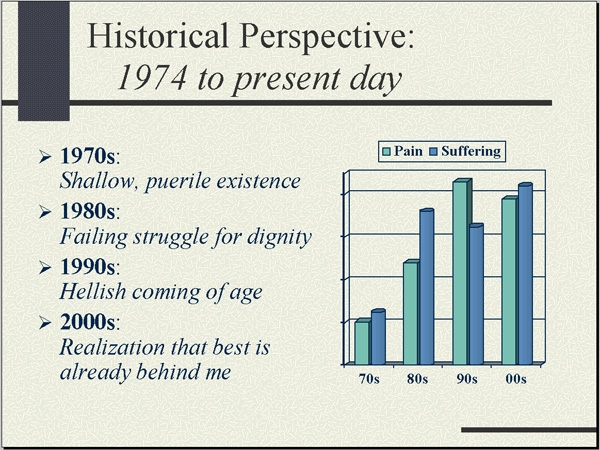 Historical Perspective:
1974 to present day
1970s:
Shallow, puerile existence
1980s:
Failing struggle for dignity
1990s:
Hellish coming of age
2000s:
Realization that best is
already behind me
Pain Suffering
70s 80s 90s 00s